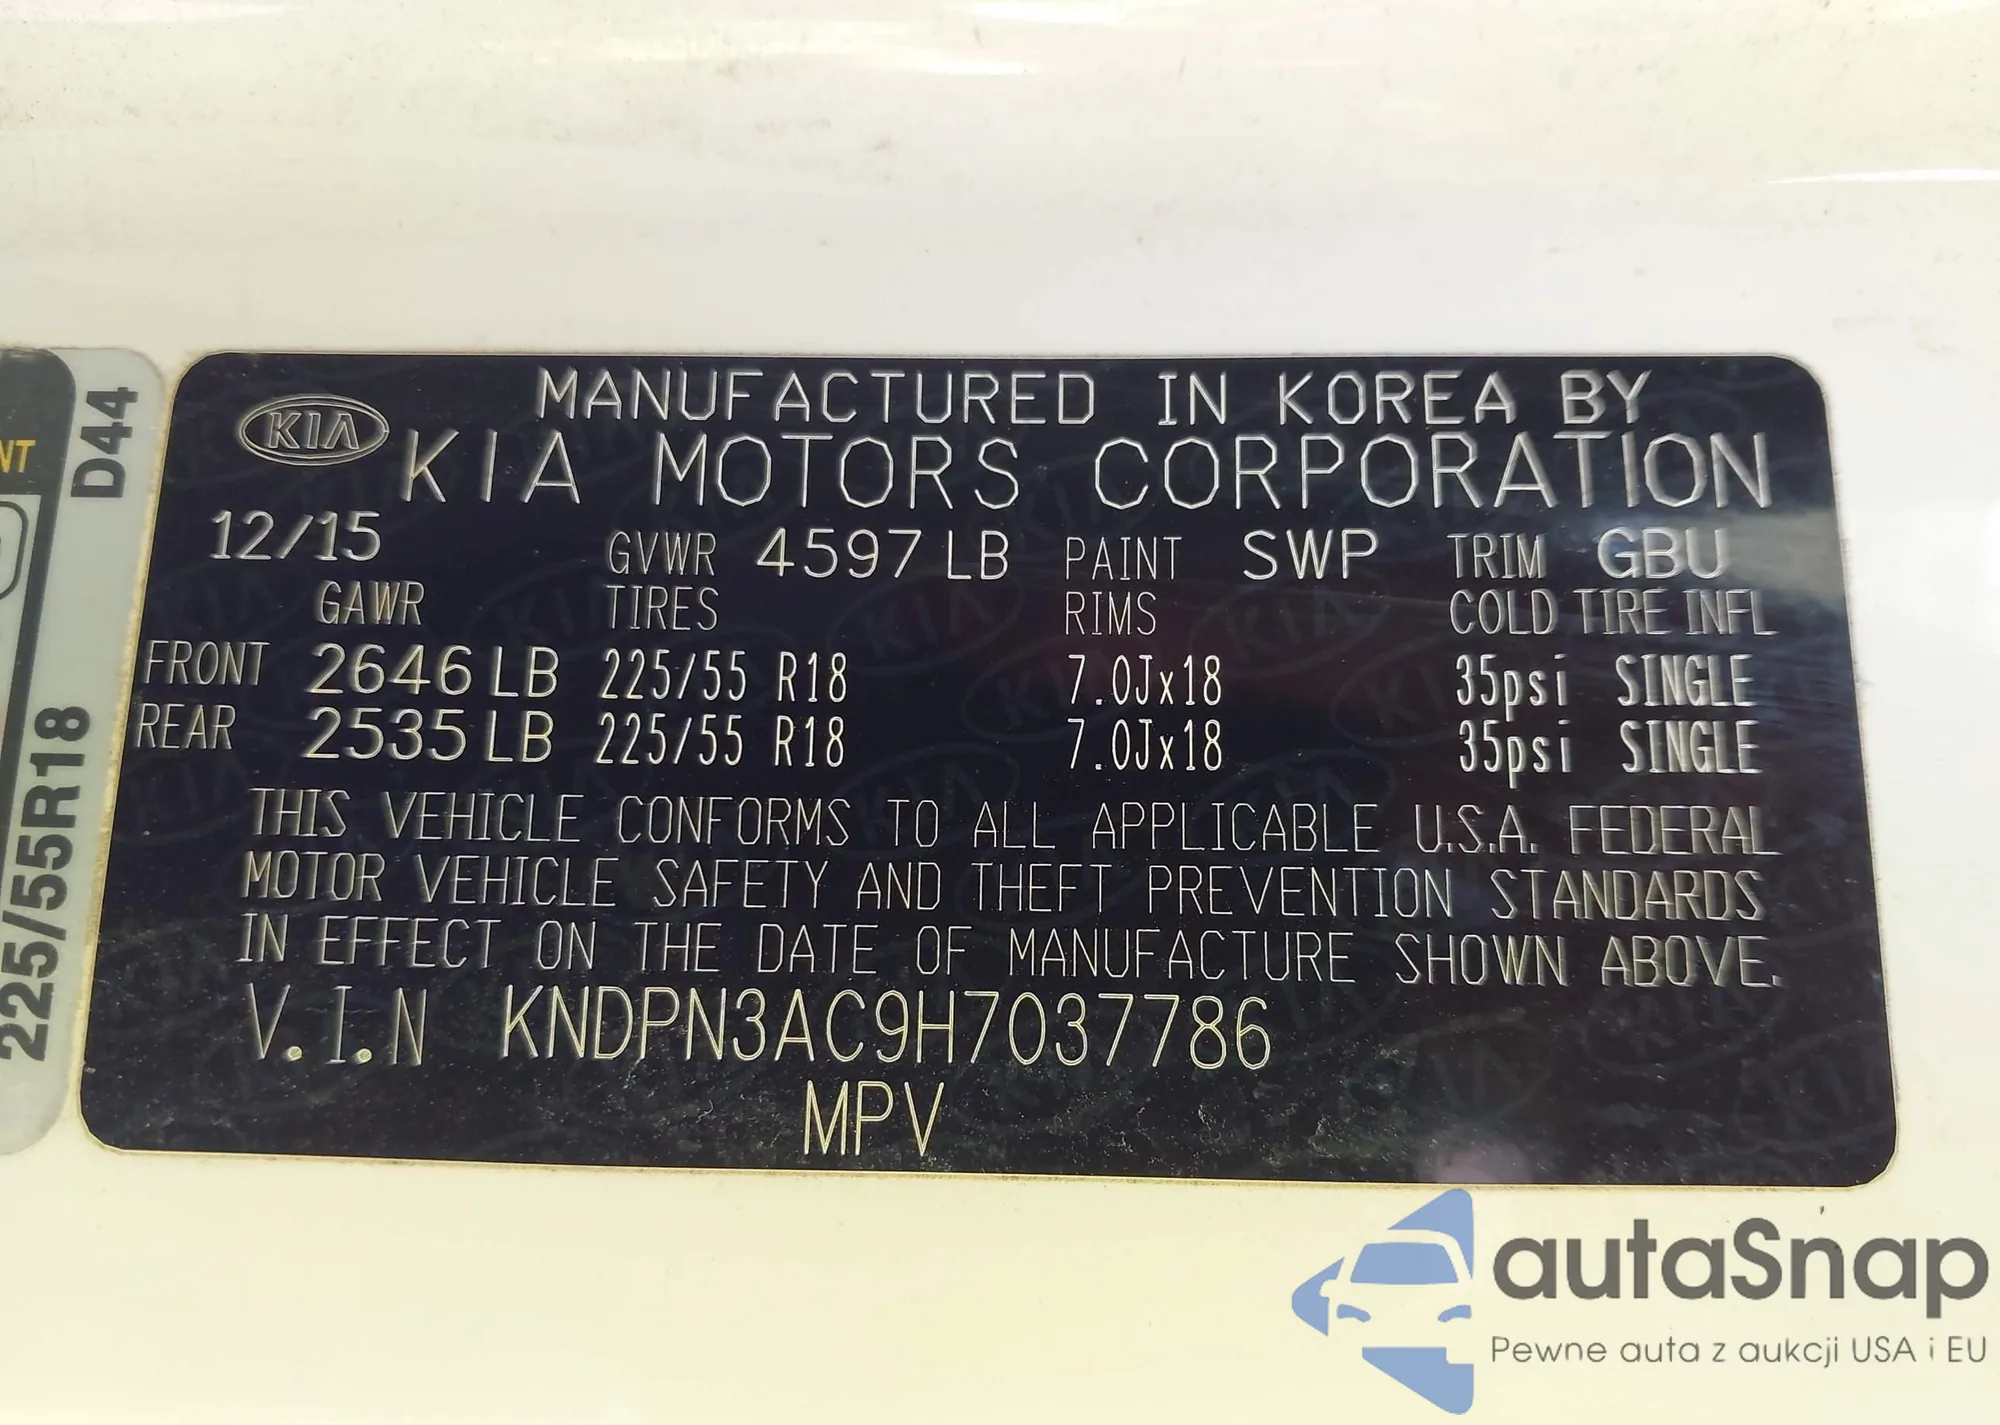 NT
D44
225/55R18
KIA
MANUFACTURED IN KOREA BY
KIA MOTORS CORPORATION
12/15 GVWR 4597 LB PAINT SWP TRIM GBU
GAWR TIRES RIMS COLD TIRE INFL
FRONT 2646 LB 225/55 R18 7.0Jx18 35psi SINGLE
REAR 2535 LB 225/55 R18 7.0Jx18 35psi SINGLE
THIS VEHICLE CONFORMS TO ALL APPLICABLE U.S.A. FEDERAL
MOTOR VEHICLE SAFETY AND THEFT PREVENTION STANDARDS
IN EFFECT ON THE DATE OF MANUFACTURE SHOWN ABOVE.
V.I.N KNDPN3AC9H7037786
MPV
autaSnap
Pewne auta z aukcji USA i EU